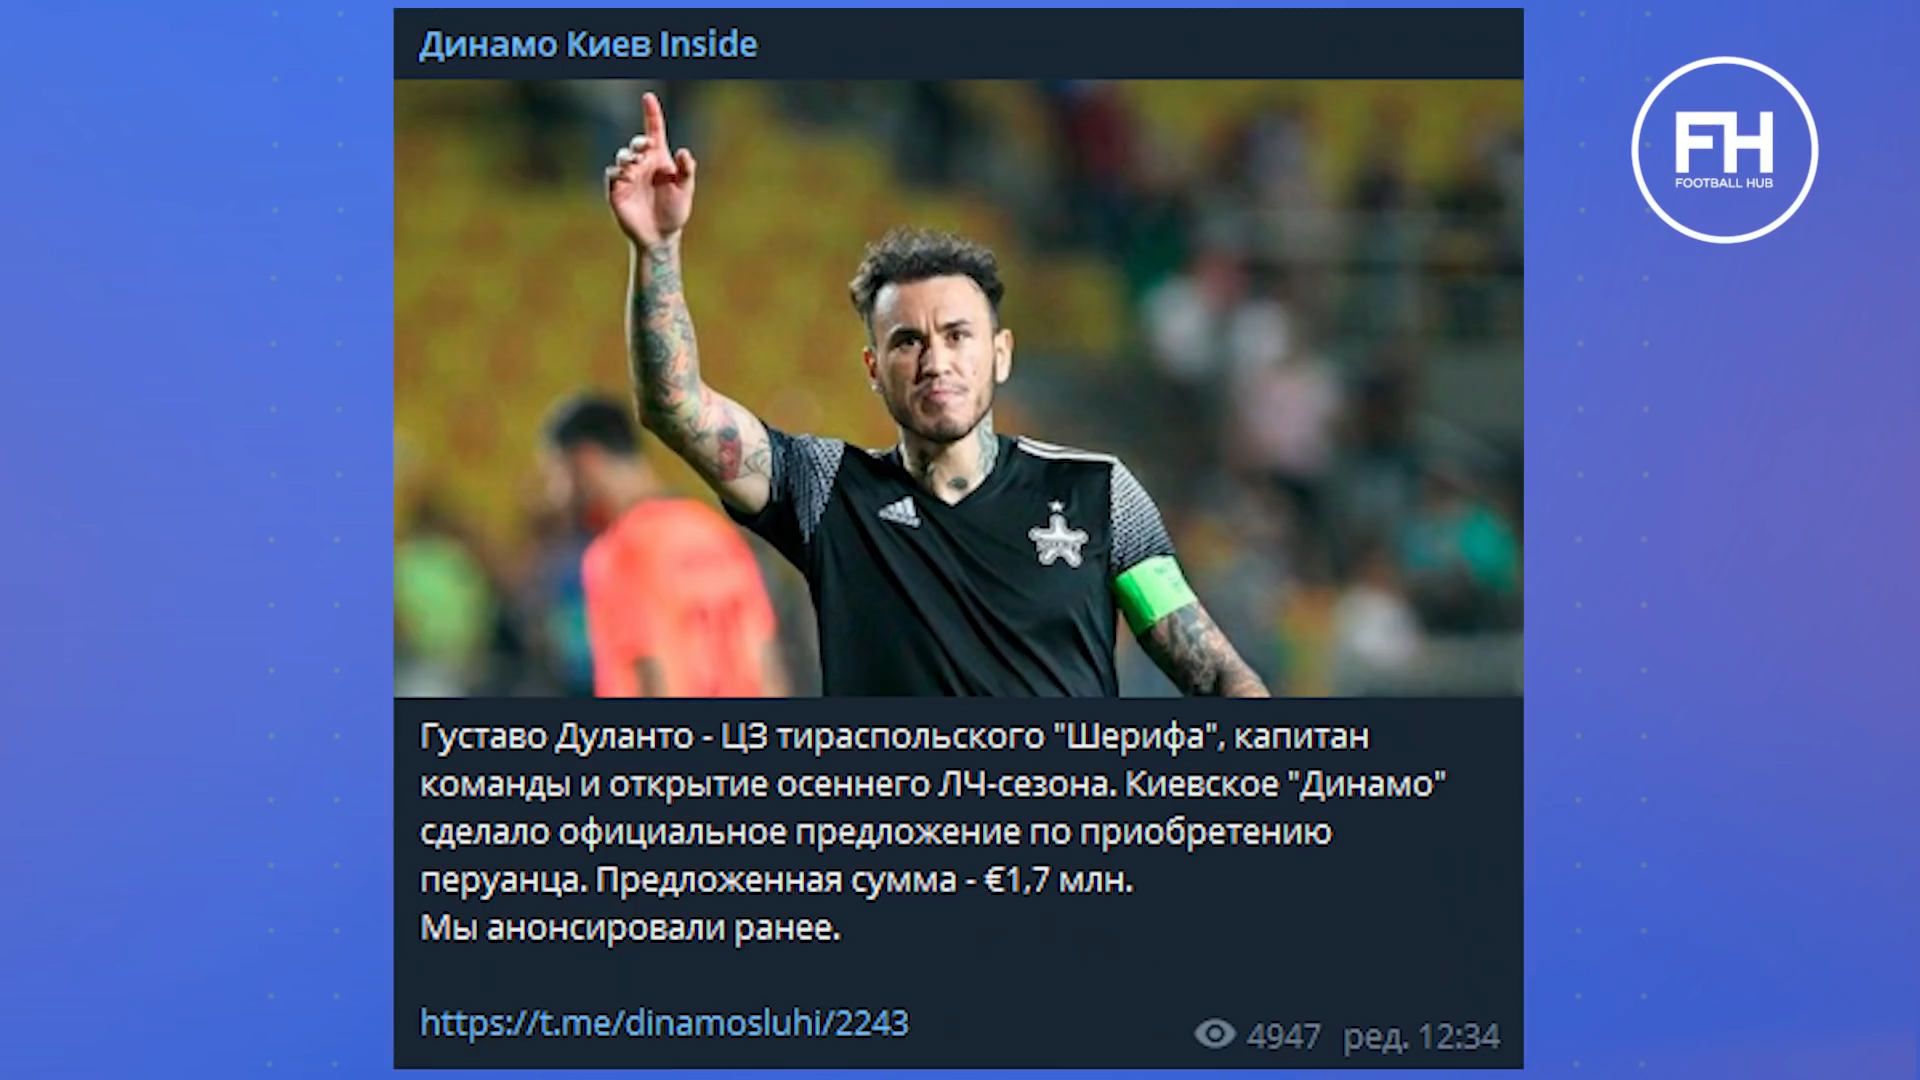 Динамо Киев Inside
FH
FOOTBALL HUB
Густаво Дуланто - ЦЗ тираспольского "Шерифа", капитан
команды и открытие осеннего ЛЧ-сезона. Киевское "Динамо"
сделало официальное предложение по приобретению
перуанца. Предложенная сумма - €1,7 млн.
Мы анонсировали ранее.
https://t.me/dinamosluhi/2243
4947 ред. 12:34